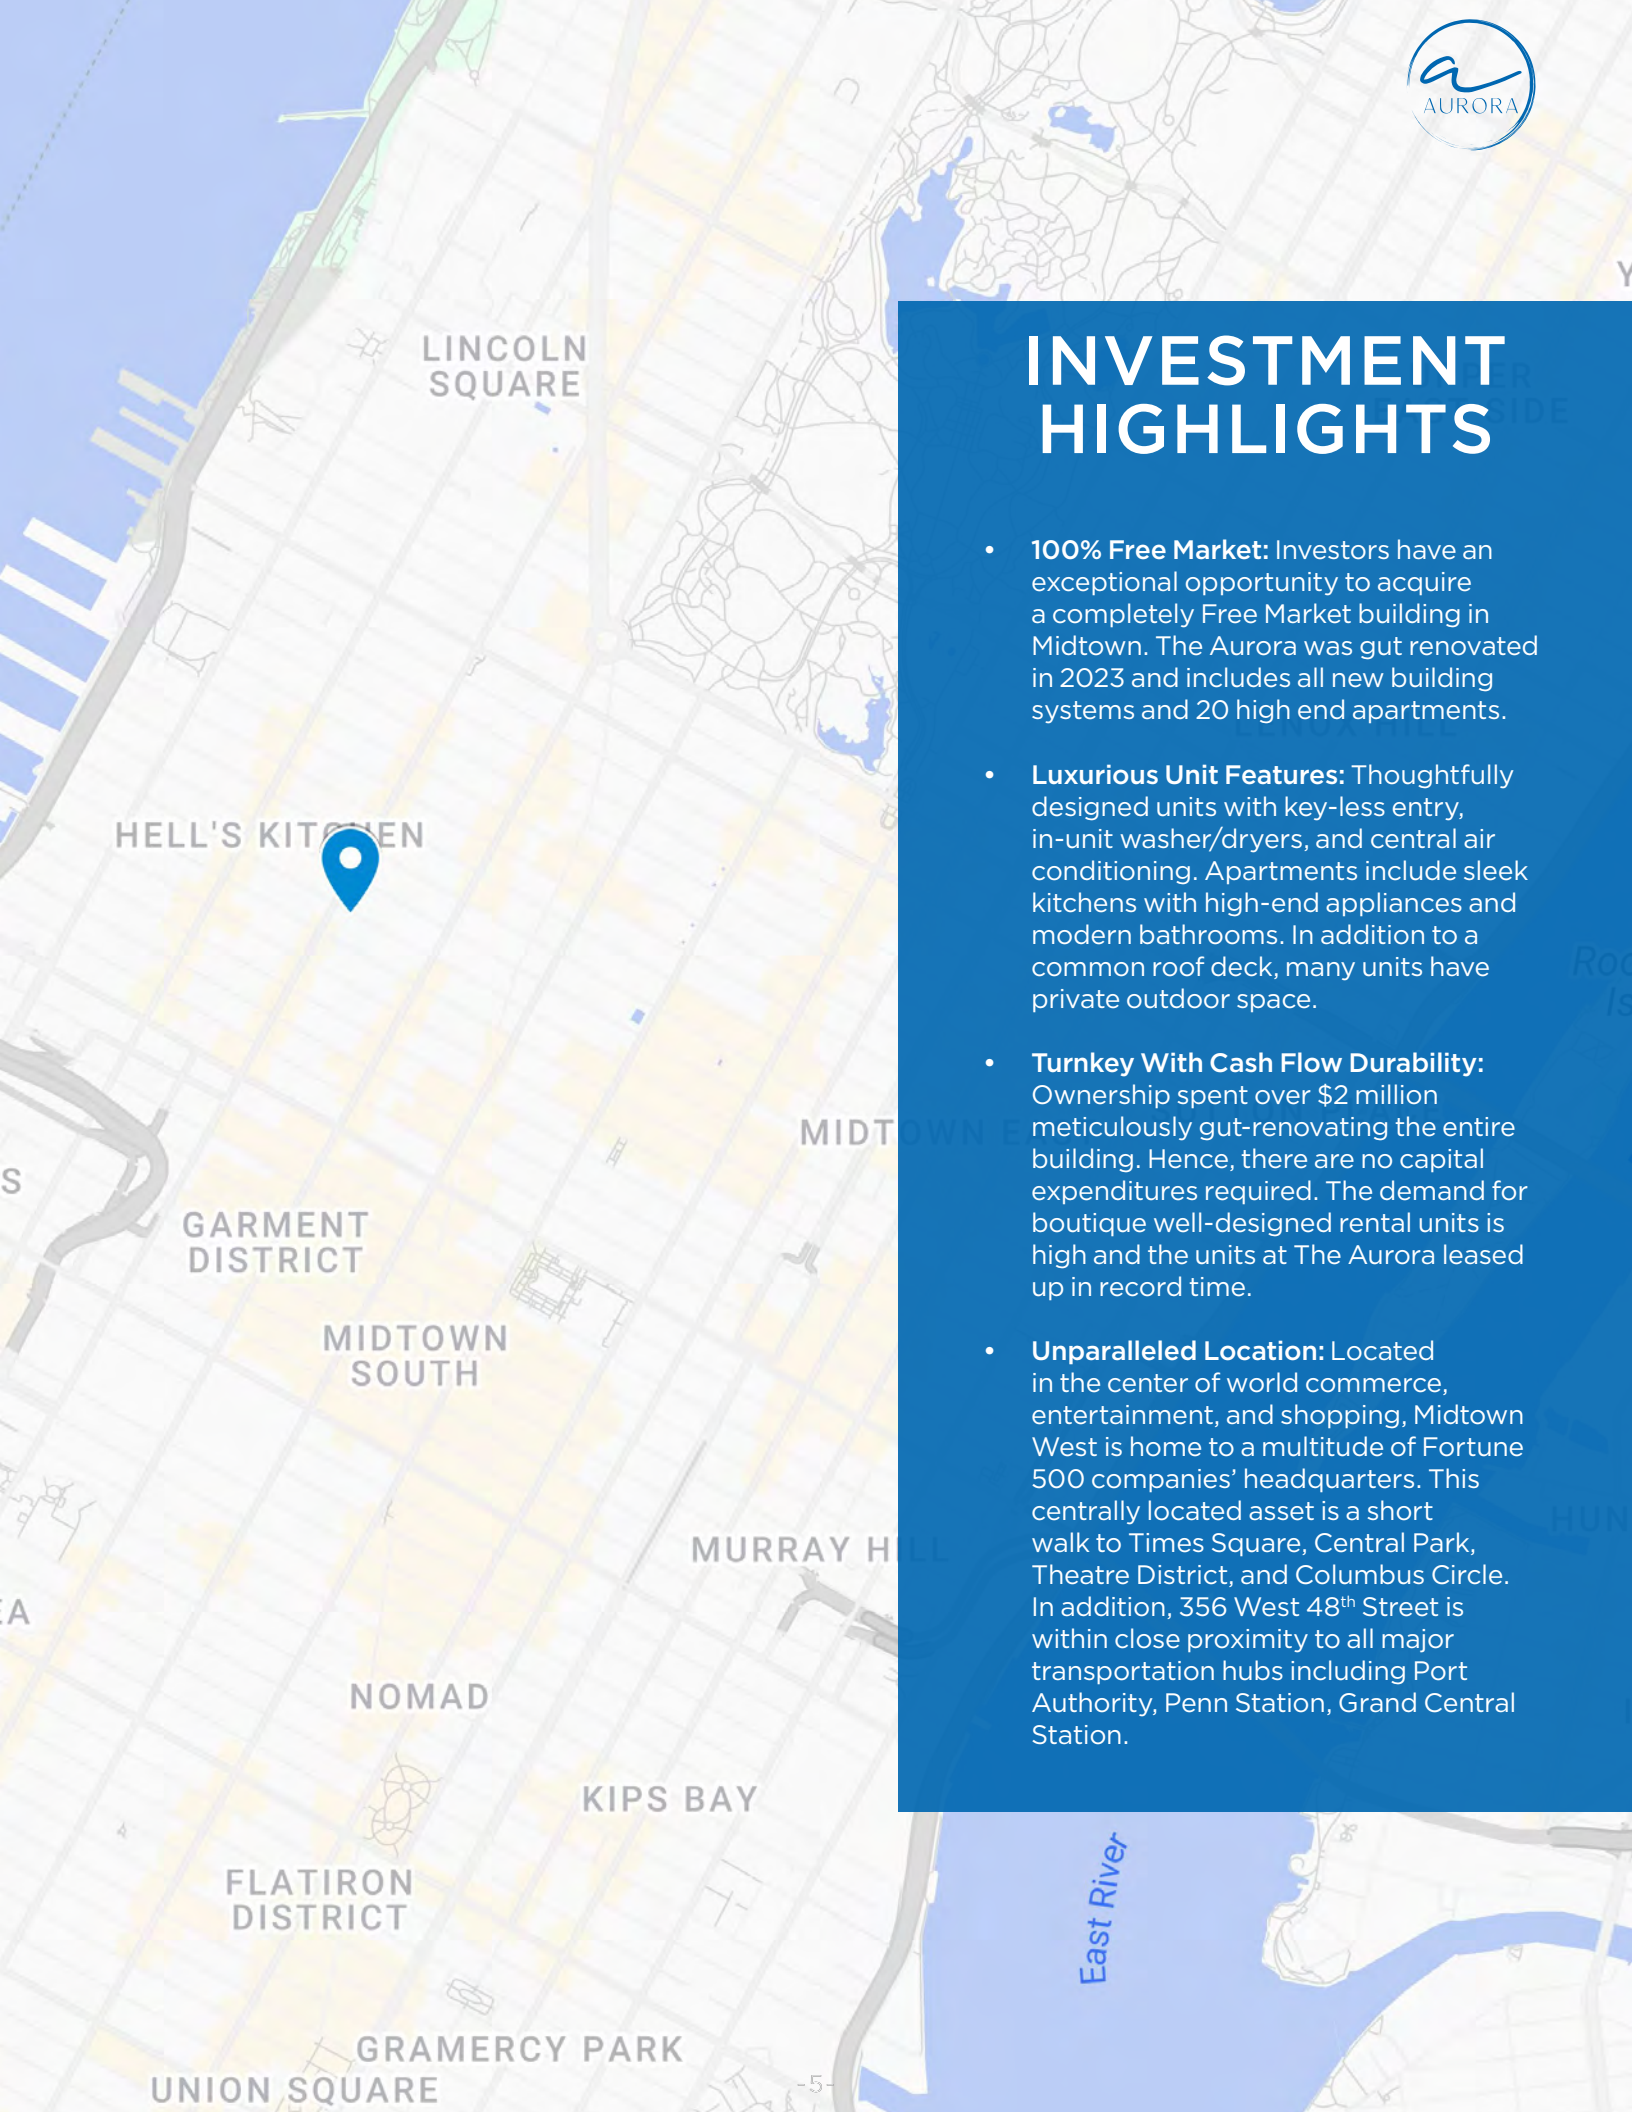 AURORA
LINCOLN
SQUARE
INVESTMENT
HIGHLIGHTS
• 100% Free Market: Investors have an
exceptional opportunity to acquire
a completely Free Market building in
Midtown. The Aurora was gut renovated
in 2023 and includes all new building
systems and 20 high end apartments.
• Luxurious Unit Features: Thoughtfully
designed units with key-less entry,
in-unit washer/dryers, and central air
conditioning. Apartments include sleek
kitchens with high-end appliances and
modern bathrooms. In addition to a
common roof deck, many units have
private outdoor space.
• Turnkey With Cash Flow Durability:
Ownership spent over $2 million
meticulously gut-renovating the entire
building. Hence, there are no capital
expenditures required. The demand for
boutique well-designed rental units is
high and the units at The Aurora leased
up in record time.
• Unparalleled Location: Located
in the center of world commerce,
entertainment, and shopping, Midtown
West is home to a multitude of Fortune
500 companies’ headquarters. This
centrally located asset is a short
walk to Times Square, Central Park,
Theatre District, and Columbus Circle.
In addition, 356 West 48th Street is
within close proximity to all major
transportation hubs including Port
Authority, Penn Station, Grand Central
Station.
HELL'S KITCHEN
MIDTOWN EAST
GARMENT
DISTRICT
MIDTOWN
SOUTH
MURRAY HILL
NOMAD
KIPS BAY
FLATIRON
DISTRICT
East River
GRAMERCY PARK
UNION SQUARE
LENOX HILL
-5-